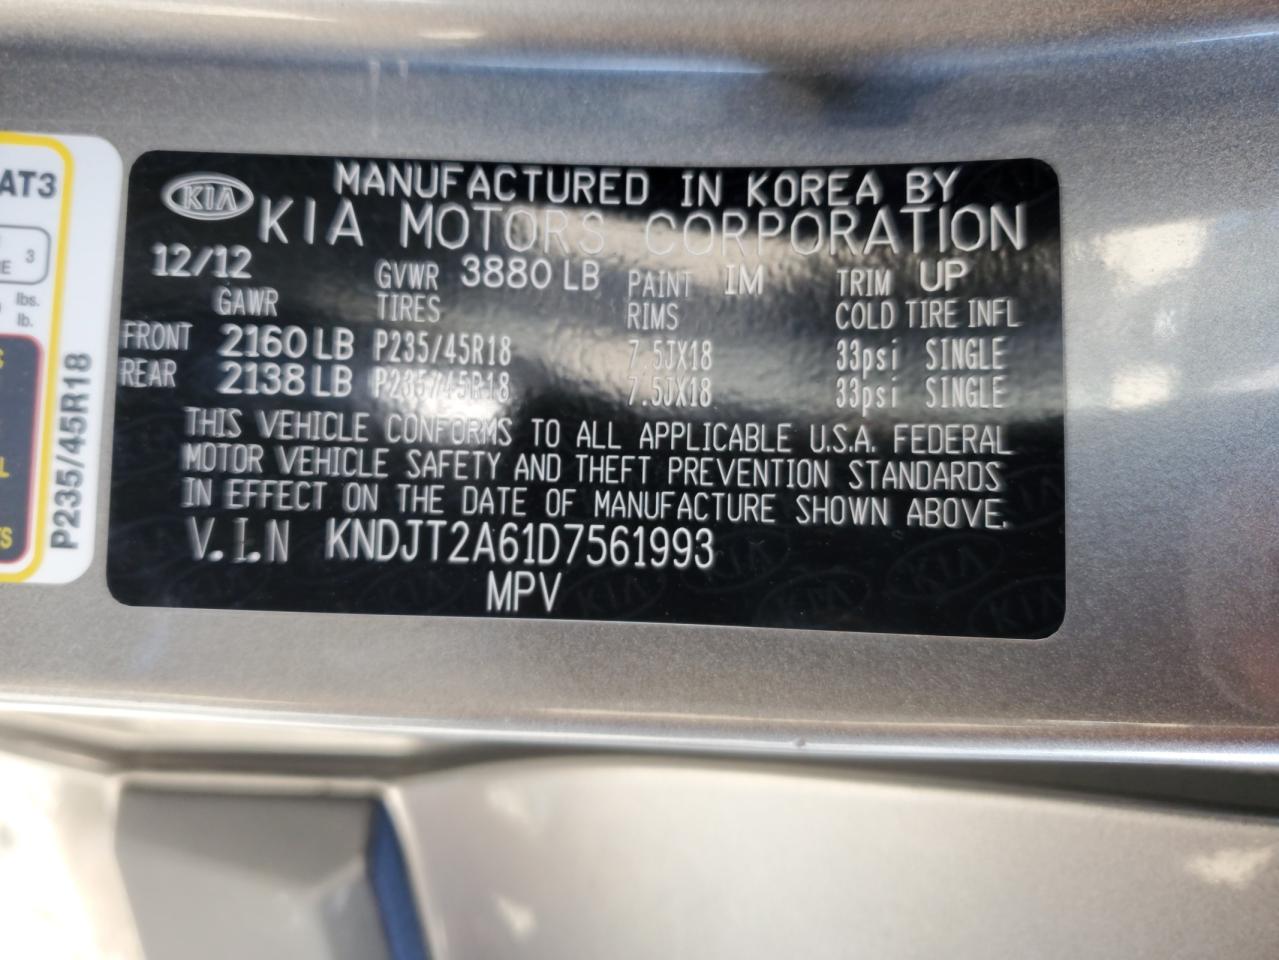 KIA
MANUFACTURED IN KOREA BY
KIA MOTORS CORPORATION
12/12 GVWR 3880 LB PAINT IM TRIM UP
GAWR TIRES RIMS COLD TIRE INFL
FRONT 2160 LB P235/45R18 7.5JX18 33psi SINGLE
REAR 2138 LB P235/45R18 7.5JX18 33psi SINGLE
THIS VEHICLE CONFORMS TO ALL APPLICABLE U.S.A. FEDERAL
MOTOR VEHICLE SAFETY AND THEFT PREVENTION STANDARDS
IN EFFECT ON THE DATE OF MANUFACTURE SHOWN ABOVE.
V.I.N KNDJT2A61D7561993
MPV
AT3
3
lbs.
lb.
P235/45R18